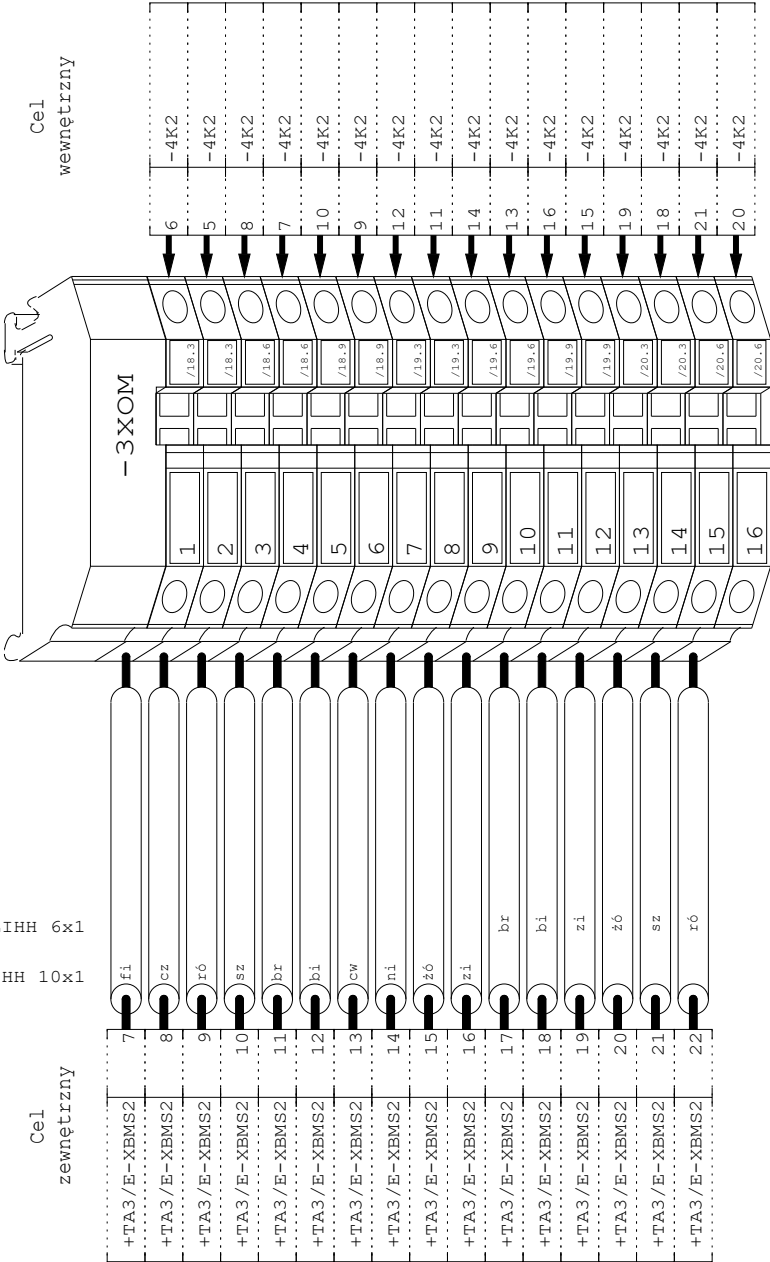 Cel
wewnętrzny
-4K2 -4K2 -4K2 -4K2 -4K2 -4K2 -4K2 -4K2 -4K2 -4K2 -4K2 -4K2 -4K2 -4K2 -4K2 -4K2
6 5 8 7 10 9 12 11 14 13 16 15 19 18 21 20
/18.3 /18.3 /18.6 /18.6 /18.9 /18.9 /19.3 /19.3 /19.6 /19.6 /19.9 /19.9 /20.3 /20.3 /20.6 /20.6
-3XOM
1 2 3 4 5 6 7 8 9 10 11 12 13 14 15 16
IHH 6x1
br bi zi żó sz ró
HH 10x1
fi cz ró sz br bi cw ni żó zi
7 8 9 10 11 12 13 14 15 16 17 18 19 20 21 22
Cel
zewnętrzny
+TA3/E-XBMS2 +TA3/E-XBMS2 +TA3/E-XBMS2 +TA3/E-XBMS2 +TA3/E-XBMS2 +TA3/E-XBMS2 +TA3/E-XBMS2 +TA3/E-XBMS2 +TA3/E-XBMS2 +TA3/E-XBMS2 +TA3/E-XBMS2 +TA3/E-XBMS2 +TA3/E-XBMS2 +TA3/E-XBMS2 +TA3/E-XBMS2 +TA3/E-XBMS2